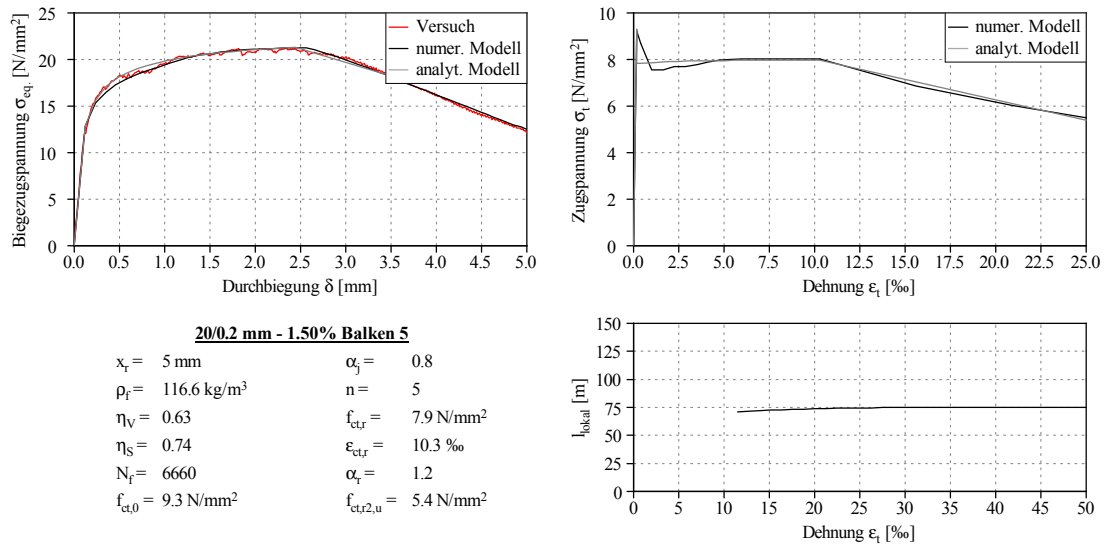 Biegezugspannung σeq. [N/mm²]
30
25
20
15
10
5
0
Versuch
numer. Modell
analyt. Modell
0.0 0.5 1.0 1.5 2.0 2.5 3.0 3.5 4.0 4.5 5.0
Durchbiegung δ [mm]
Zugspannung σt [N/mm²]
10
8
6
4
2
0
numer. Modell
analyt. Modell
0.0 2.5 5.0 7.5 10.0 12.5 15.0 17.5 20.0 22.5 25.0
Dehnung εt [‰]
20/0.2 mm - 1.50% Balken 5
xr = 5 mm αj = 0.8
ρf = 116.6 kg/m³ n = 5
ηV = 0.63 fct,r = 7.9 N/mm²
ηS = 0.74 εct,r = 10.3 ‰
Nf = 6660 αr = 1.2
fct,0 = 9.3 N/mm² fct,r2,u = 5.4 N/mm²
llokal [m]
150
125
100
75
50
25
0
0 5 10 15 20 25 30 35 40 45 50
Dehnung εt [‰]